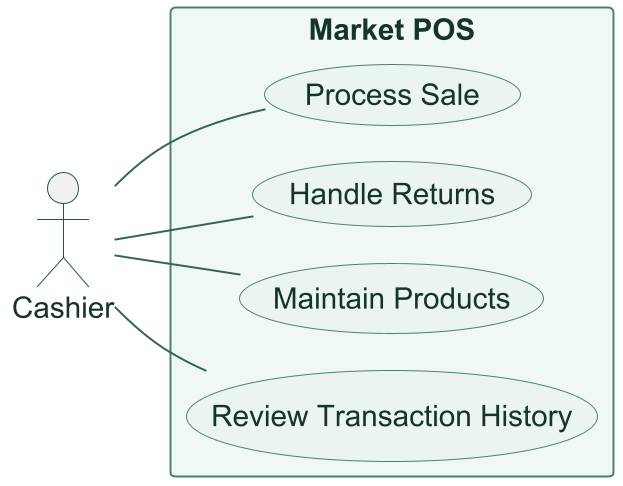 Market POS
Process Sale
Handle Returns
Maintain Products
Cashier
Review Transaction History